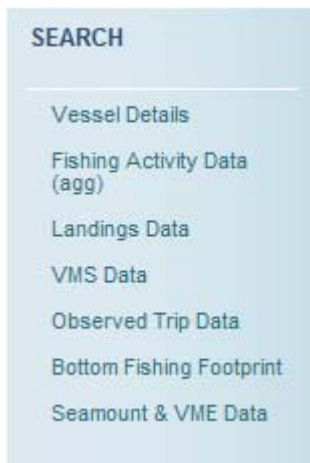 SEARCH
Vessel Details
Fishing Activity Data
(agg)
Landings Data
VMS Data
Observed Trip Data
Bottom Fishing Footprint
Seamount & VME Data